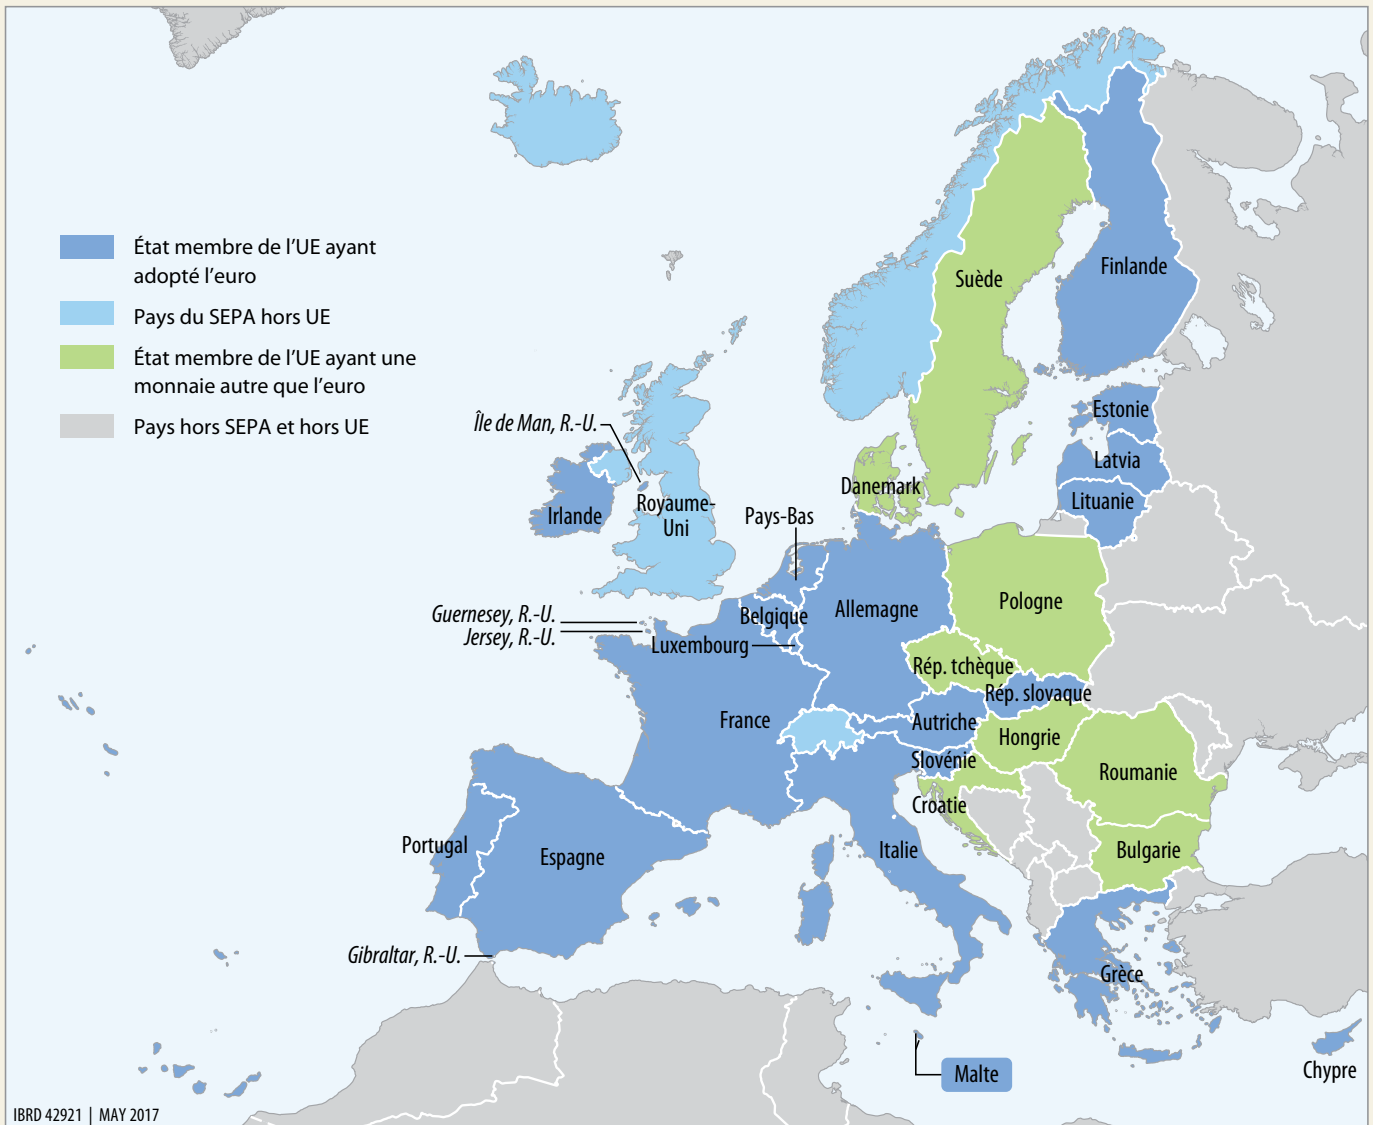 État membre de l'UE ayant
adopté l'euro
Pays du SEPA hors UE
État membre de l'UE ayant une
monnaie autre que l'euro
Pays hors SEPA et hors UE
Suède
Finlande
Estonie
Île de Man, R.-U.
Latvia
Danemark
Lituanie
Royaume-
Uni
Irlande
Pays-Bas
Pologne
Allemagne
Guernesey, R.-U.
Belgique
Jersey, R.-U.
Luxembourg
Rép. tchèque
Rép. slovaque
France
Autriche
Hongrie
Slovénie
Roumanie
Croatie
Portugal
Espagne
Italie
Bulgarie
Gibraltar, R.-U.
Grèce
Malte
Chypre
IBRD 42921 | MAY 2017